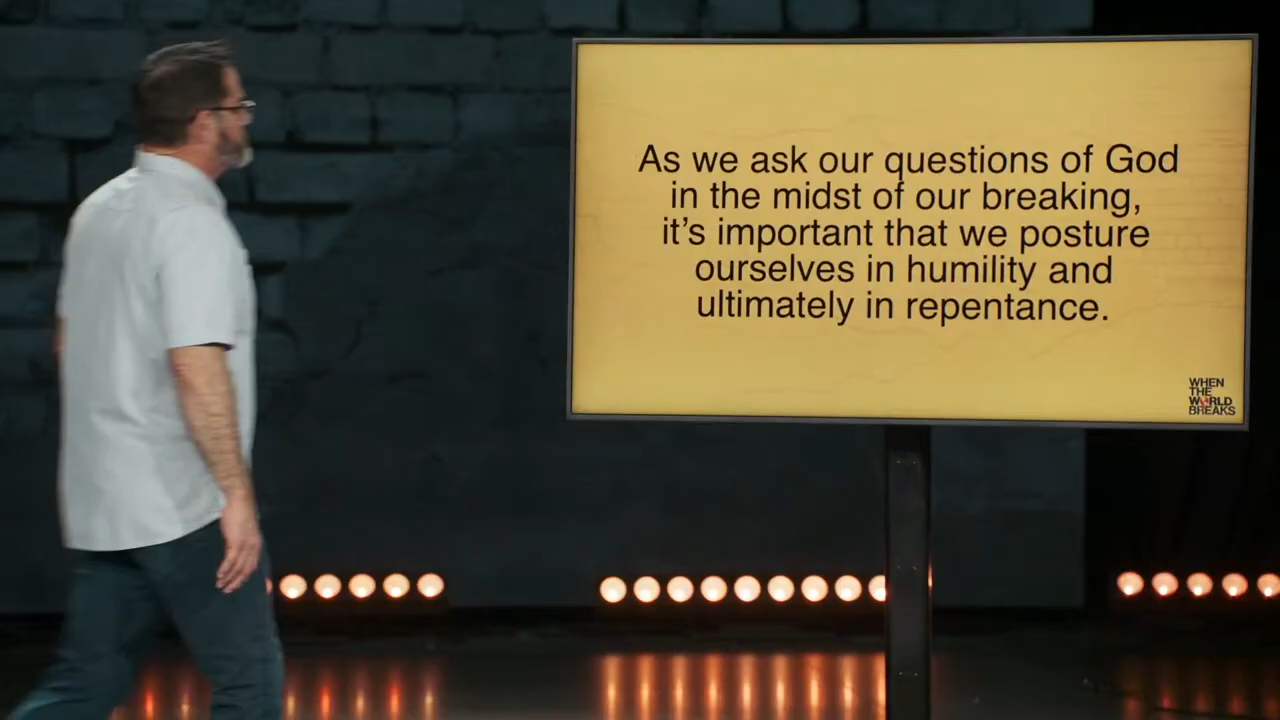 As we ask our questions of God
in the midst of our breaking,
it's important that we posture
ourselves in humility and
ultimately in repentance.
WHEN
THE
WORLD
BREAKS